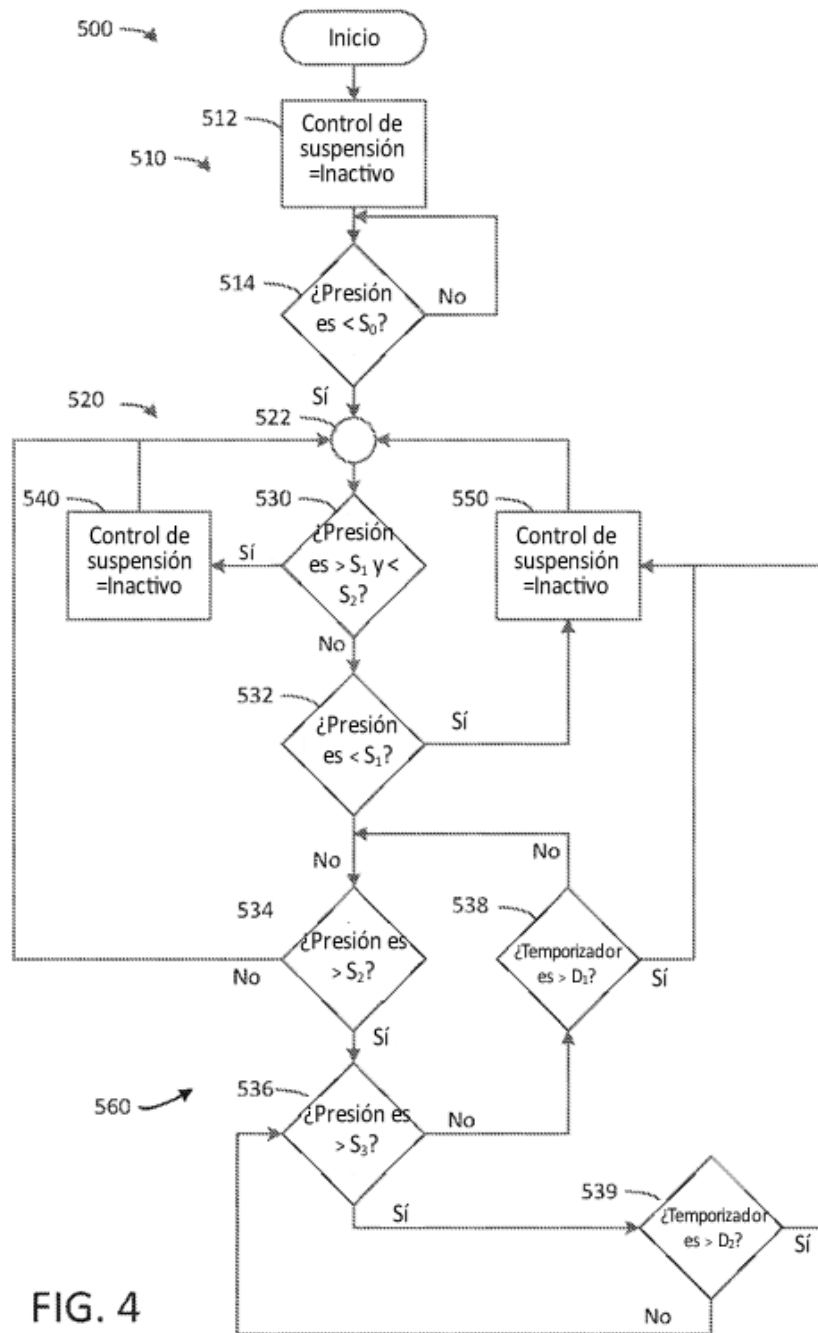 500
Inicio
512
Control de
suspensión
=Inactivo
510
514
¿Presión
es < S₀?
No
Sí
520
522
540
Control de
suspensión
=Inactivo
530
¿Presión
es > S₁ y <
S₂?
Sí
No
550
Control de
suspensión
=Inactivo
532
¿Presión
es < S₁?
Sí
No
No
534
¿Presión es
> S₂?
No
Sí
538
¿Temporizador
es > D₁?
Sí
560
536
¿Presión es
> S₃?
No
Sí
539
¿Temporizador
es > D₂?
Sí
No
FIG. 4